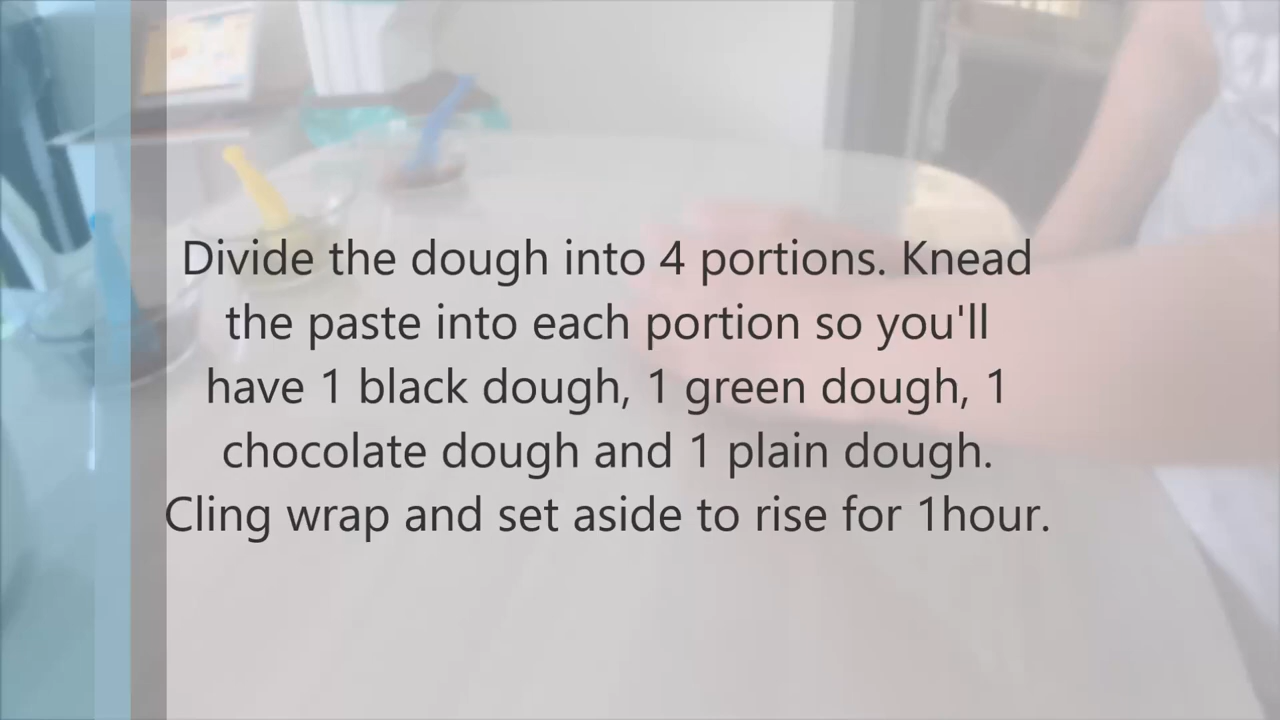 Divide the dough into 4 portions. Knead
the paste into each portion so you'll
have 1 black dough, 1 green dough, 1
chocolate dough and 1 plain dough.
Cling wrap and set aside to rise for 1hour.